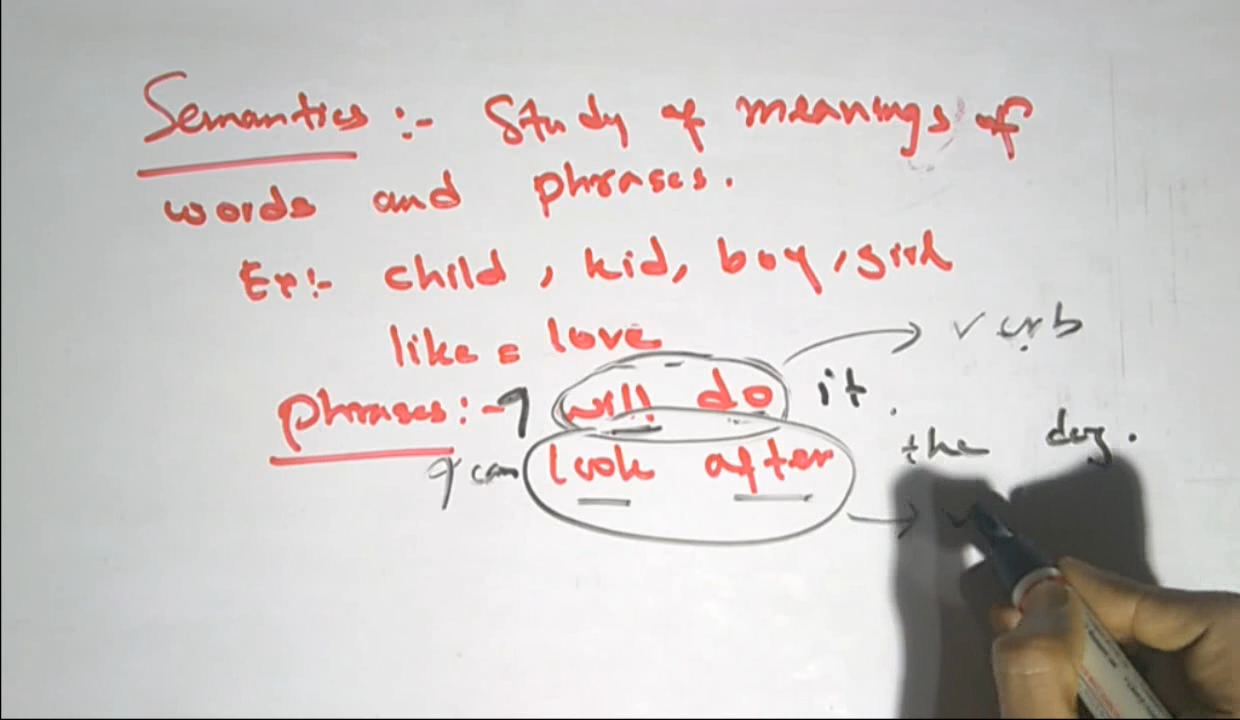 Semantics :- Study of meanings of
words and phrases.
Ex:- child, kid, boy, girl
like = love
verb
phrases :- I will do it.
I can look after the dog.